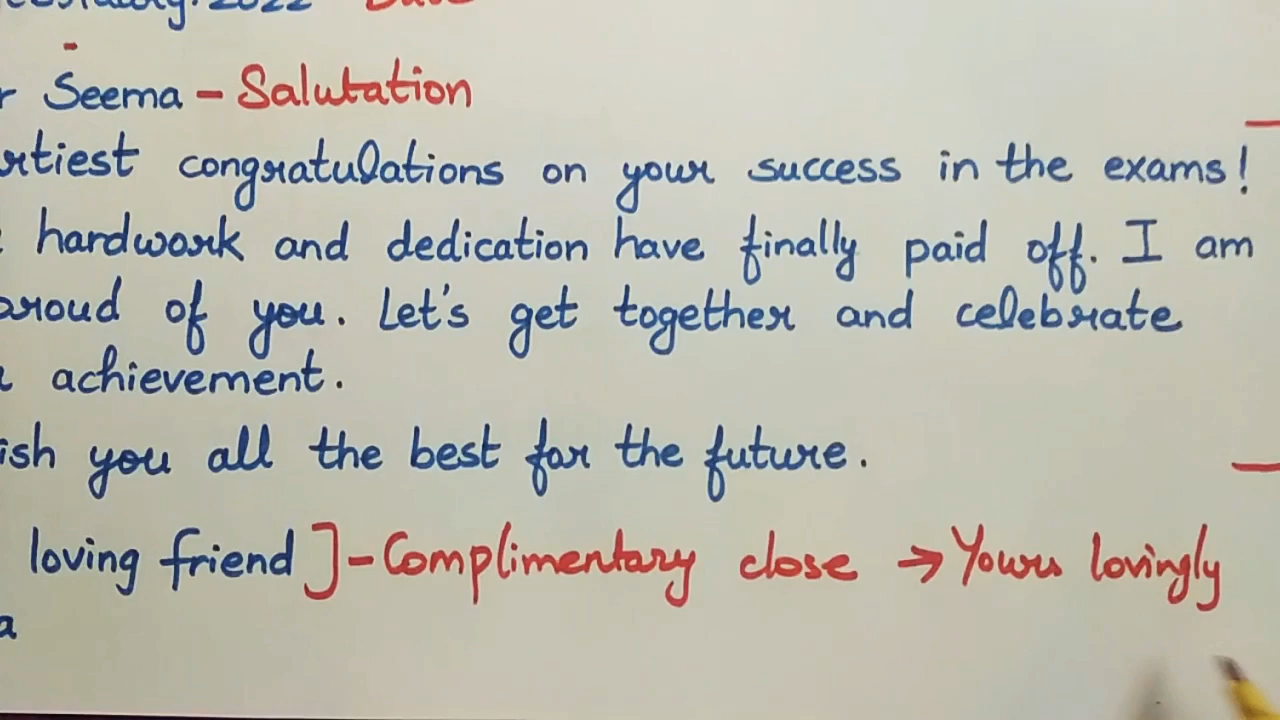 2022 Date
Seema - Salutation
congratulations on your success in the exams!
hardwork and dedication have finally paid off. I am
proud of you. Let's get together and celebrate
achievement.
you all the best for the future.
loving friend ] - Complimentary close → Yours lovingly